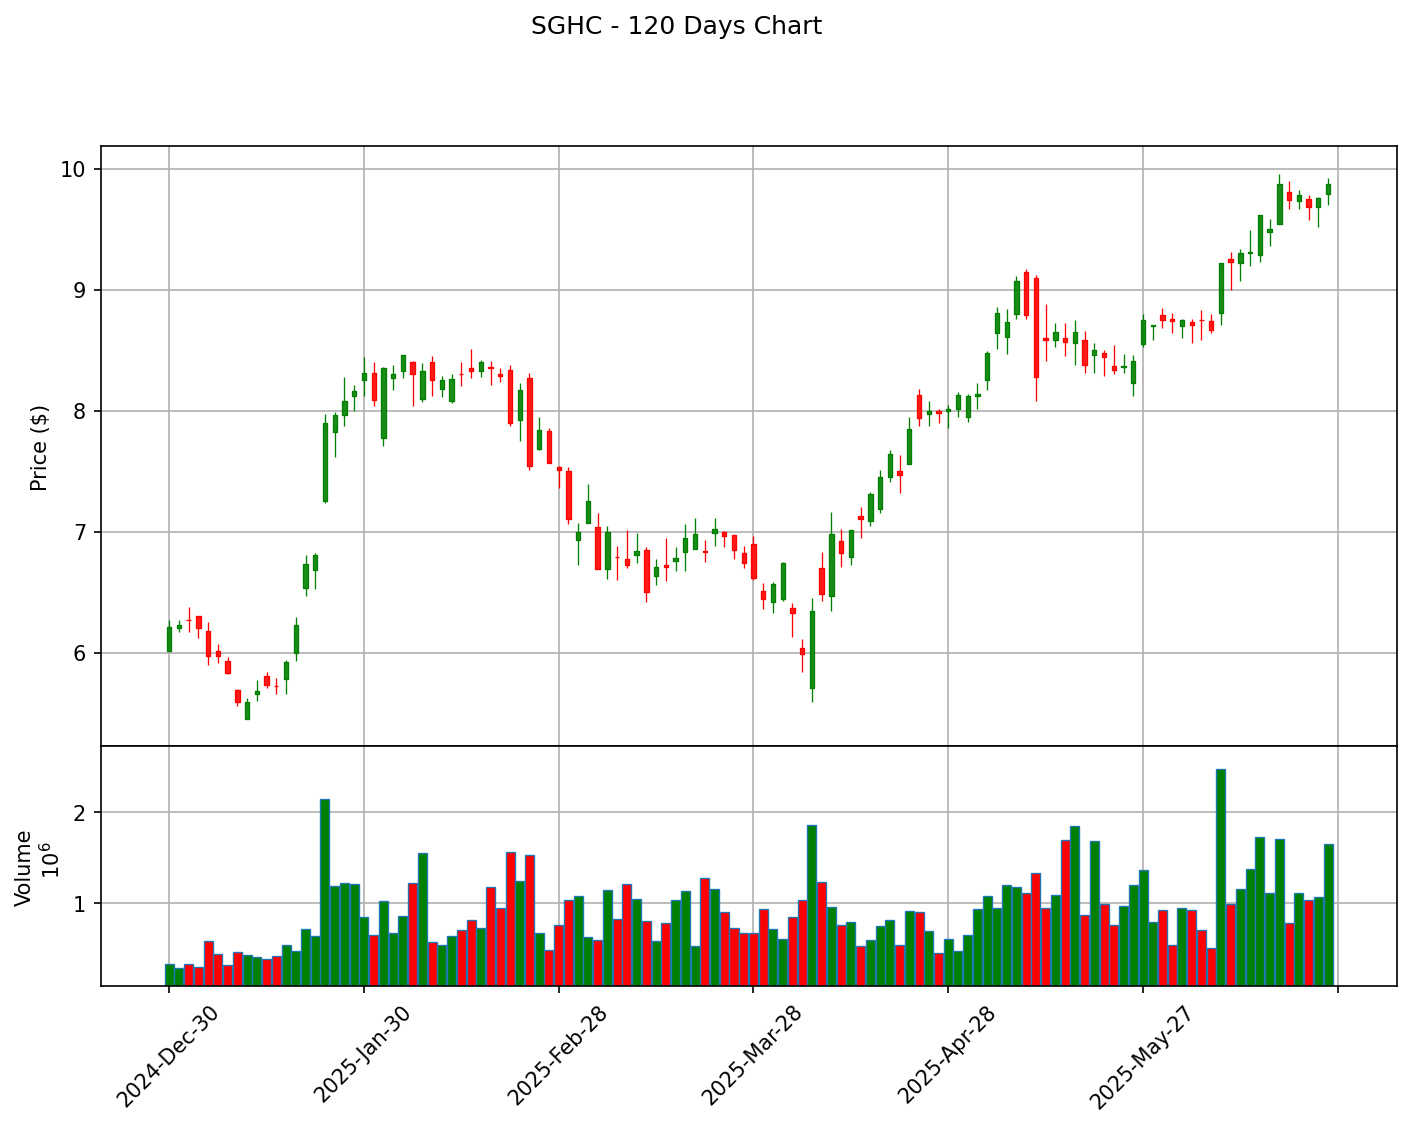 SGHC - 120 Days Chart
10
9
8
7
6
Price ($)
2
1
Volume
10^6
2024-Dec-30
2025-Jan-30
2025-Feb-28
2025-Mar-28
2025-Apr-28
2025-May-27